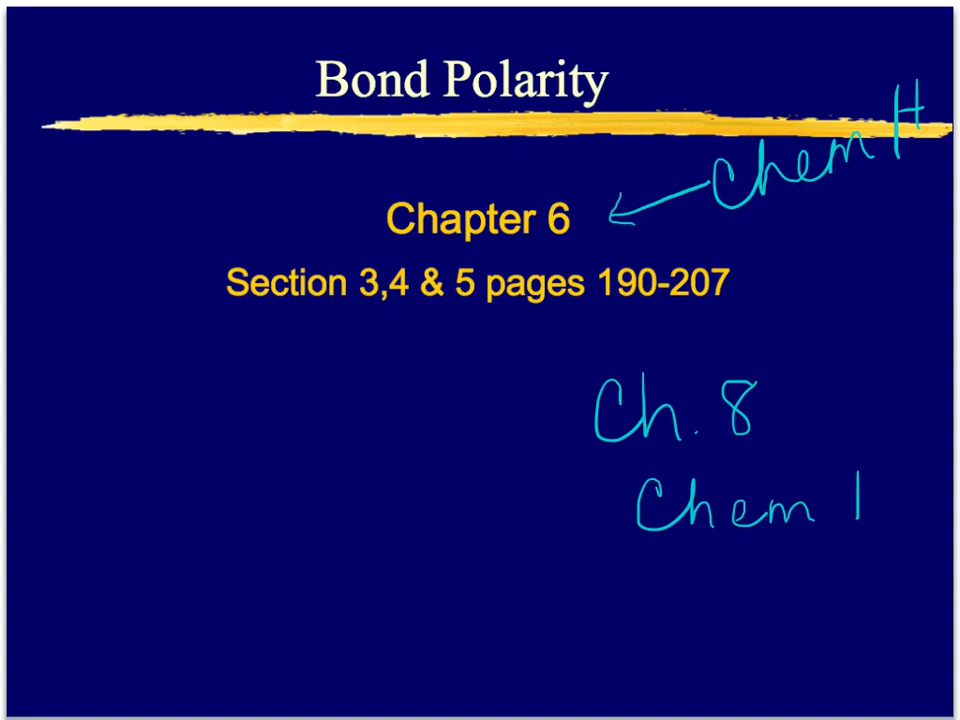 Bond Polarity
Chem H
Chapter 6
Section 3,4 & 5 pages 190-207
Ch. 8
Chem 1